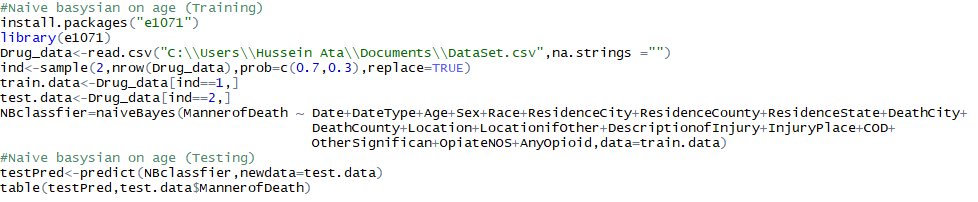 #Naive basysian on age (Training)
install.packages("e1071")
library(e1071)
Drug_data<-read.csv("C:\\Users\\Hussein Ata\\Documents\\DataSet.csv",na.strings ="")
ind<-sample(2,nrow(Drug_data),prob=c(0.7,0.3),replace=TRUE)
train.data<-Drug_data[ind==1,]
test.data<-Drug_data[ind==2,]
NBclassfier=naiveBayes(MannerofDeath ~ Date+DateType+Age+Sex+Race+ResidenceCity+ResidenceCounty+ResidenceState+DeathCity+
DeathCounty+Location+LocationifOther+DescriptionofInjury+InjuryPlace+COD+
OtherSignifican+OpiateNOS+AnyOpioid,data=train.data)
#Naive basysian on age (Testing)
testPred<-predict(NBclassfier,newdata=test.data)
table(testPred,test.data$MannerofDeath)